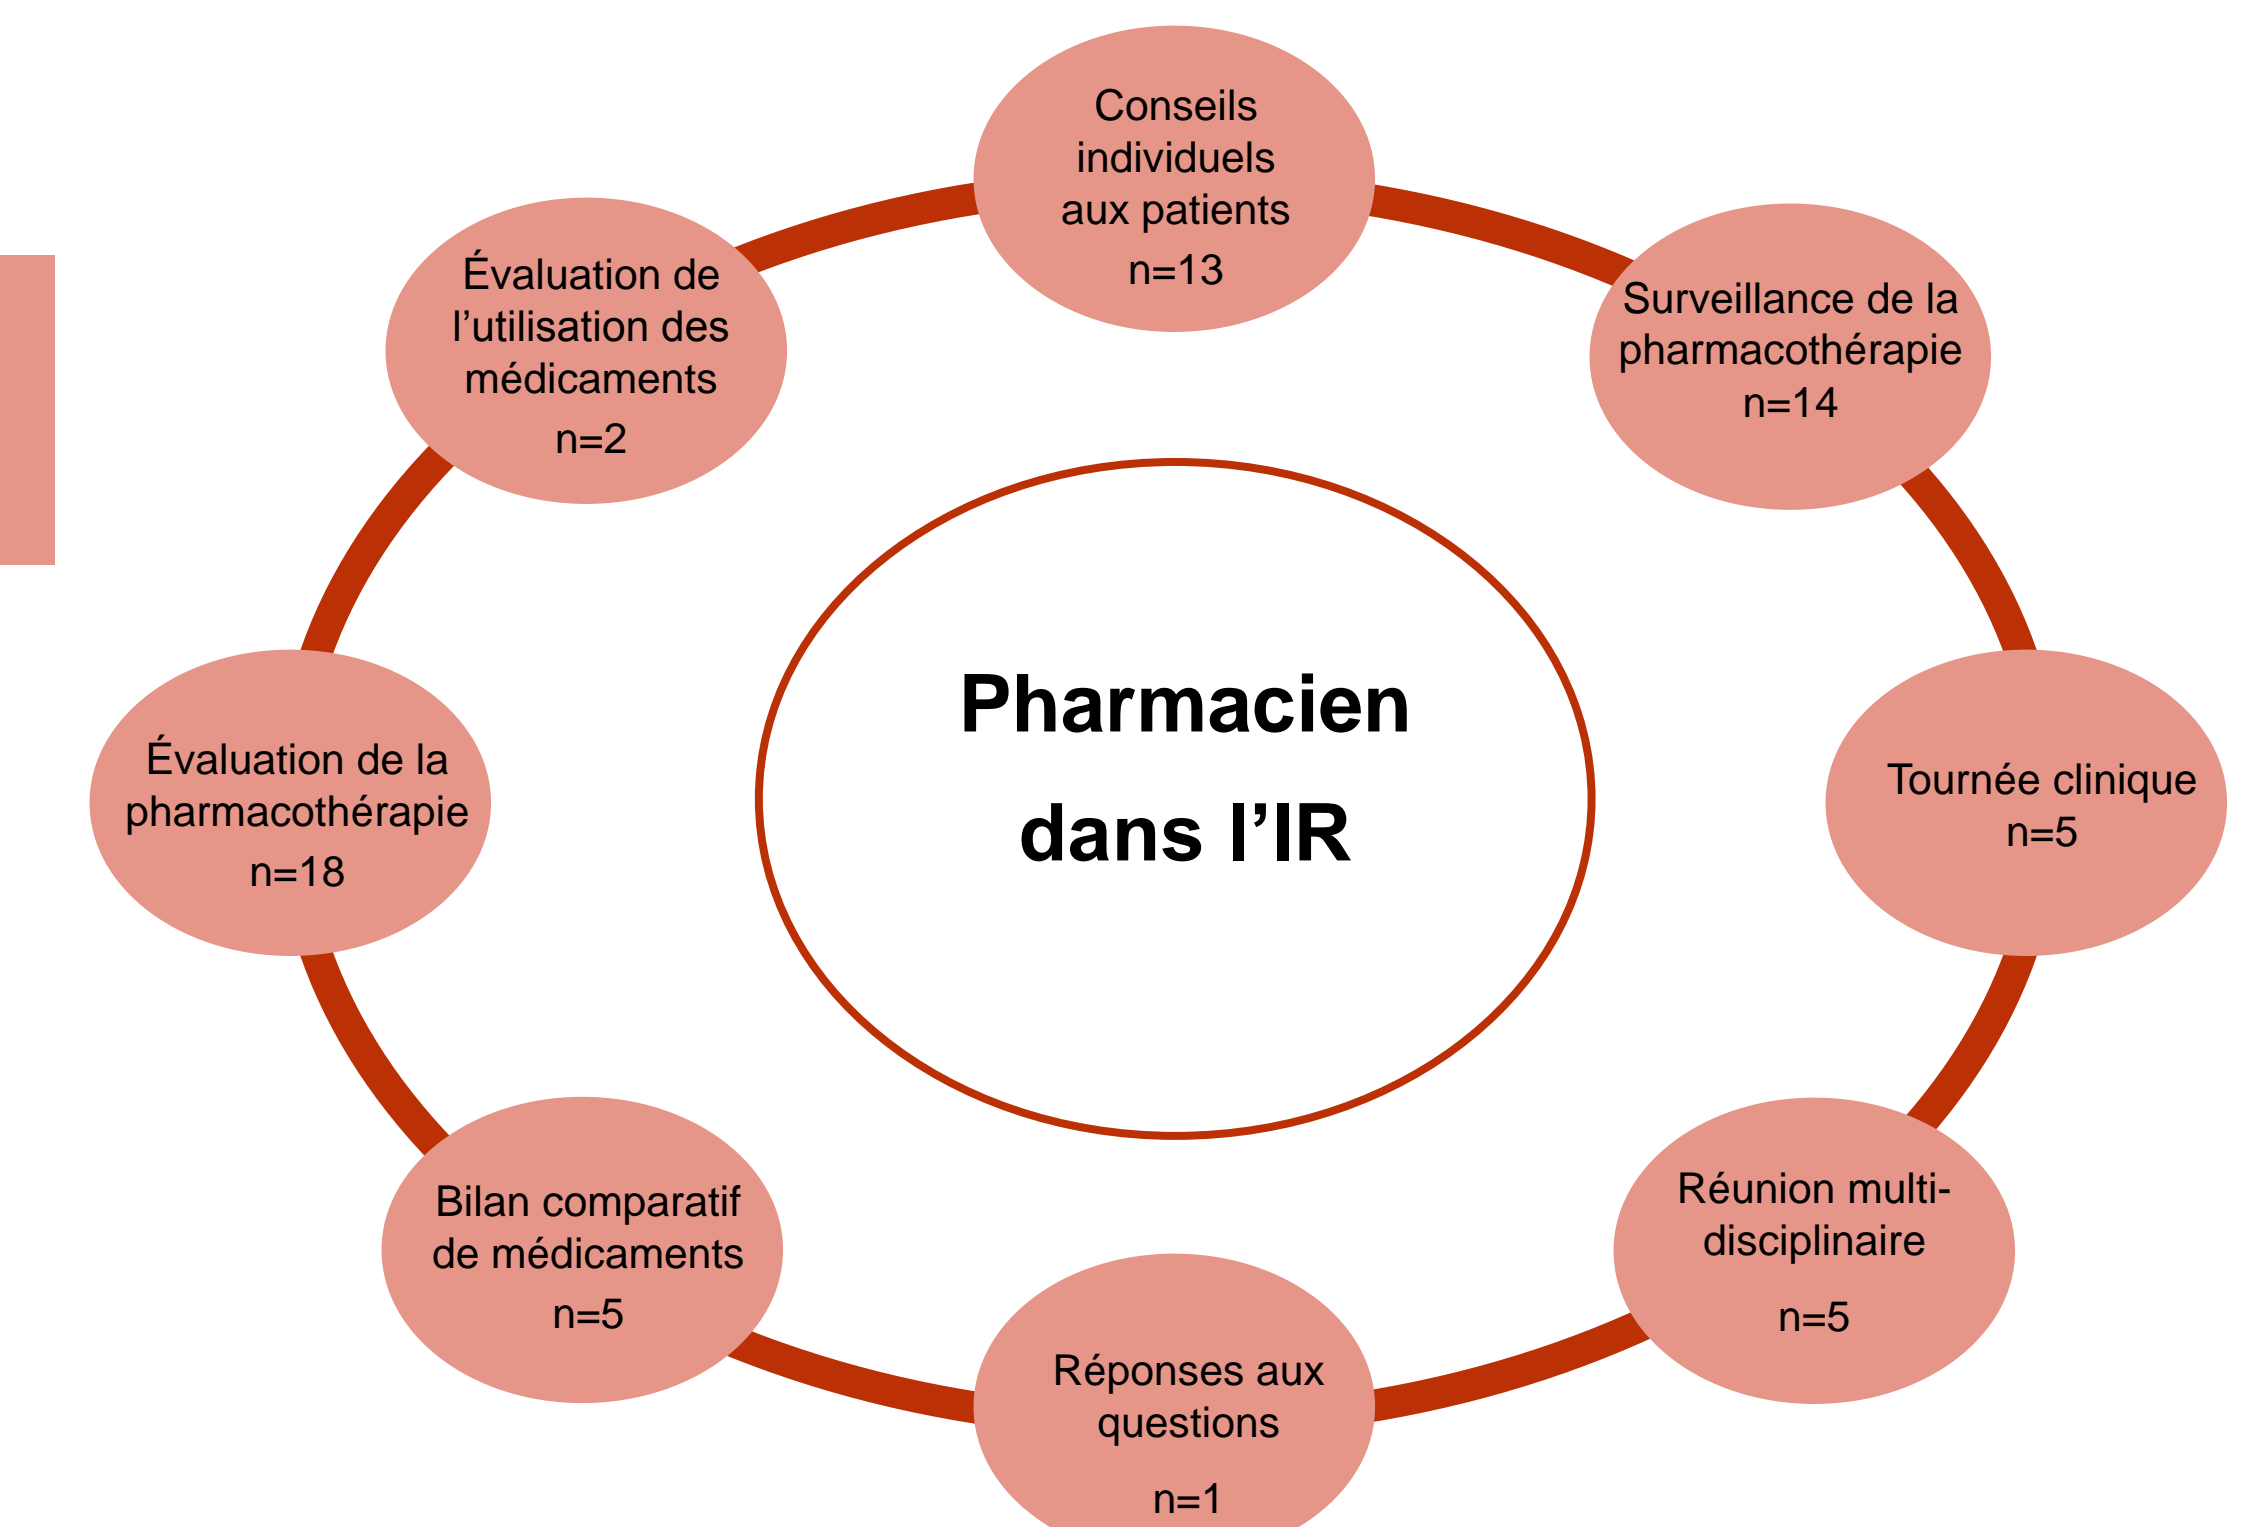 Conseils
individuels
aux patients
n=13
Surveillance de la
pharmacothérapie
n=14
Tournée clinique
n=5
Réunion multi-
disciplinaire
n=5
Réponses aux
questions
n=1
Bilan comparatif
de médicaments
n=5
Évaluation de la
pharmacothérapie
n=18
Évaluation de
l’utilisation des
médicaments
n=2
Pharmacien
dans l’IR